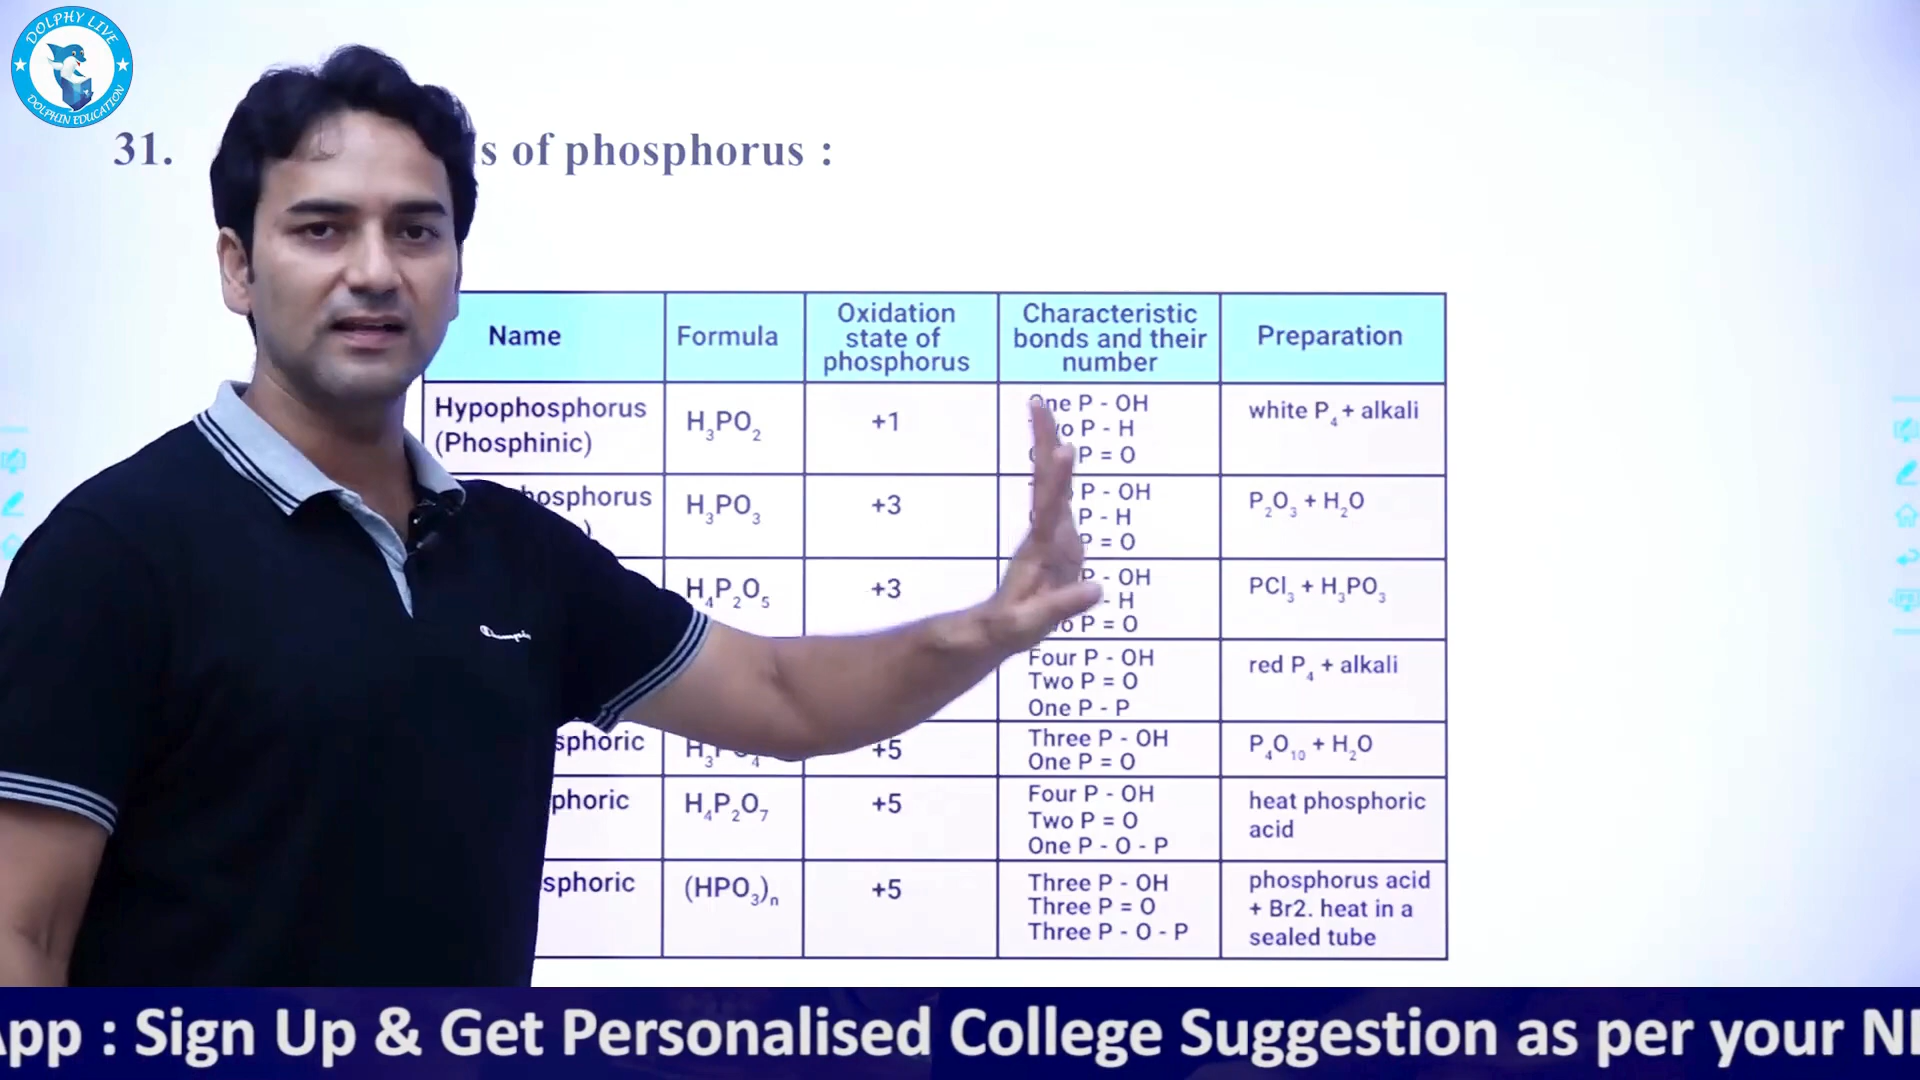 DOLPHY LIVE
DOLPHIN EDUCATION
31.
s of phosphorus :
Name
Formula
Oxidation
state of
phosphorus
Characteristic
bonds and their
number
Preparation
Hypophosphorus
(Phosphinic)
H₃PO₂
+1
One P - OH
P - H
P = O
white P₄ + alkali
phosphorus
H₃PO₃
+3
P - OH
P - H
P = O
P₂O₃ + H₂O
H₄P₂O₅
+3
P - OH
- H
P = O
PCl₃ + H₃PO₃
Four P - OH
Two P = O
One P - P
red P₄ + alkali
sphoric
+5
Three P - OH
One P = O
P₄O₁₀ + H₂O
phoric
H₄P₂O₇
+5
Four P - OH
Two P = O
One P - O - P
heat phosphoric
acid
sphoric
(HPO₃)ₙ
+5
Three P - OH
Three P = O
Three P - O - P
phosphorus acid
+ Br2. heat in a
sealed tube
Champion
App : Sign Up & Get Personalised College Suggestion as per your